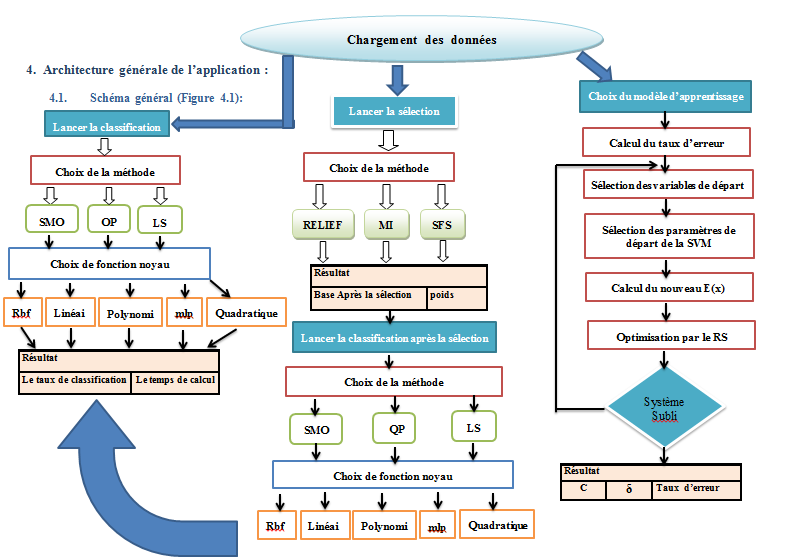 Chargement des données
4. Architecture générale de l'application :
4.1. Schéma général (Figure 4.1):
Lancer la classification
Choix de la méthode
SMO
QP
LS
Choix de fonction noyau
Rbf
Linéai
Polynomi
mlp
Quadratique
Résultat
Le taux de classification
Le temps de calcul
Lancer la sélection
Choix de la méthode
RELIEF
MI
SFS
Résultat
Base Après la sélection
poids
Lancer la classification après la sélection
Choix de la méthode
SMO
QP
LS
Choix de fonction noyau
Rbf
Linéai
Polynomi
mlp
Quadratique
Choix du modèle d'apprentissage
Calcul du taux d'erreur
Sélection des variables de départ
Sélection des paramètres de
départ de la SVM
Calcul du nouveau E(x)
Optimisation par le RS
Système
Subli
Résultat
C
δ
Taux d'erreur